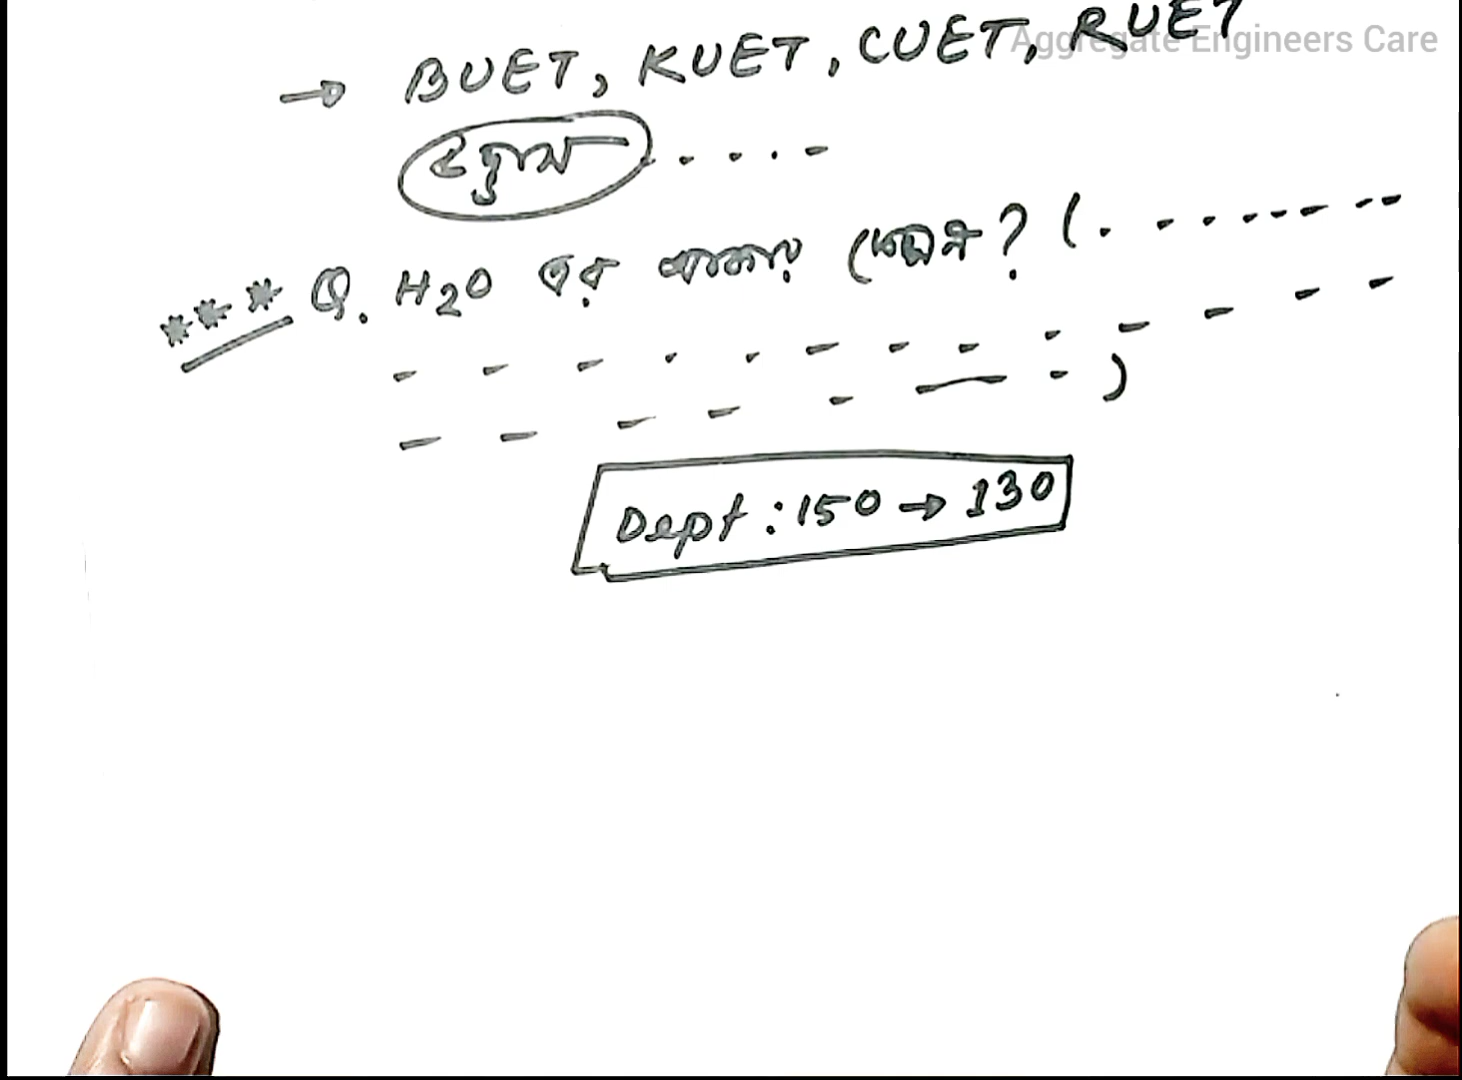 → BUET, KUET, CUET, RUET
Aggregate Engineers Care
....-
*** Q. H2O এর আকার কেমন? (
)
Dept : 150 → 130